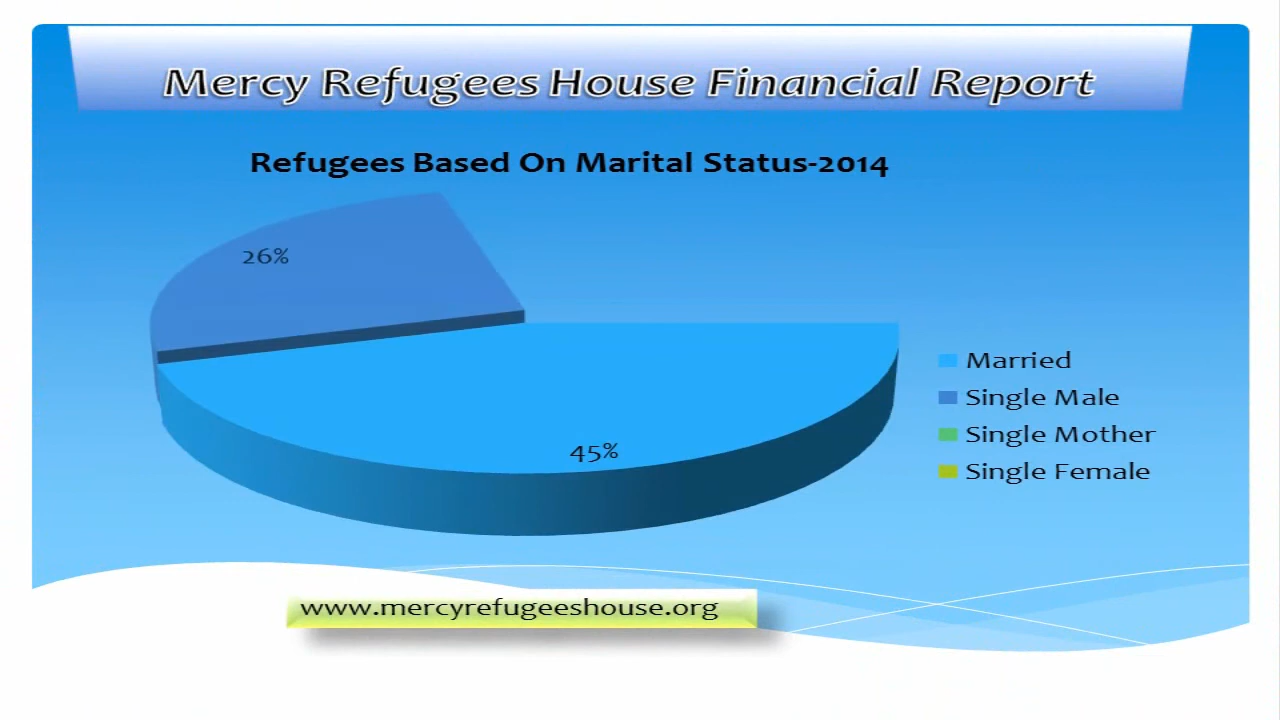 Mercy Refugees House Financial Report
Refugees Based On Marital Status-2014
26%
45%
Married
Single Male
Single Mother
Single Female
www.mercyrefugeeshouse.org